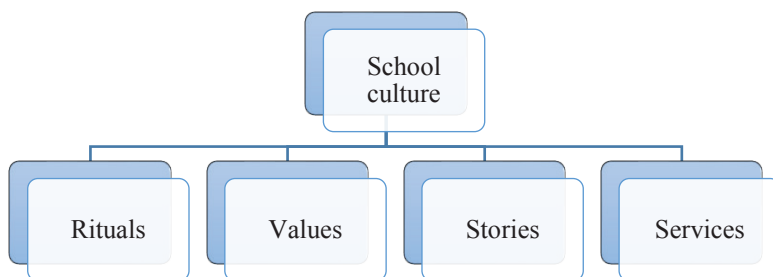 School
culture
Rituals
Values
Stories
Services